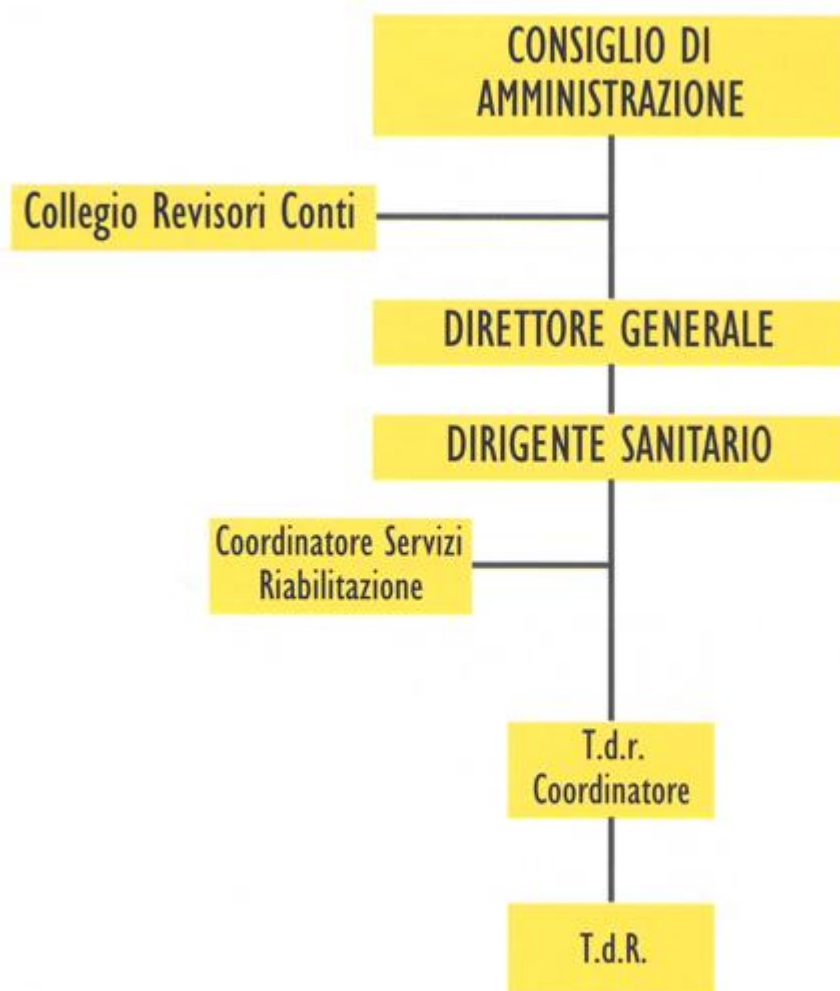 CONSIGLIO DI
AMMINISTRAZIONE
Collegio Revisori Conti
DIRETTORE GENERALE
DIRIGENTE SANITARIO
Coordinatore Servizi
Riabilitazione
T.d.r.
Coordinatore
T.d.R.